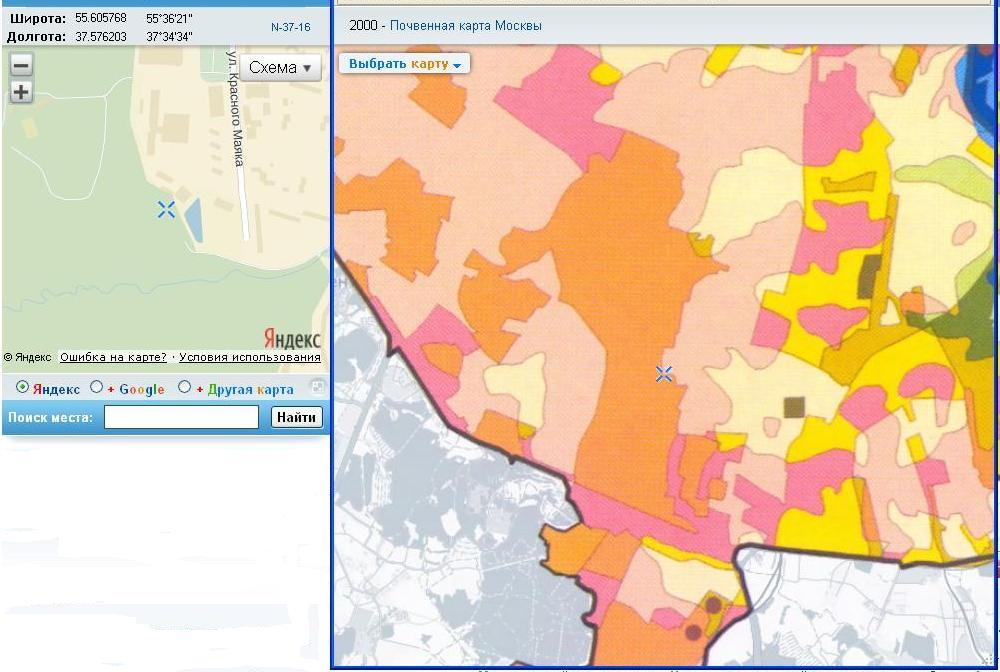 Широта: 55.605768 55°36'21"
Долгота: 37.576203 37°34'34"
N-37-16
2000 - Почвенная карта Москвы
Выбрать карту
Схема
ул. Красного Маяка
Яндекс
© Яндекс Ошибка на карте? · Условия использования
Яндекс + Google + Другая карта
Поиск места: Найти